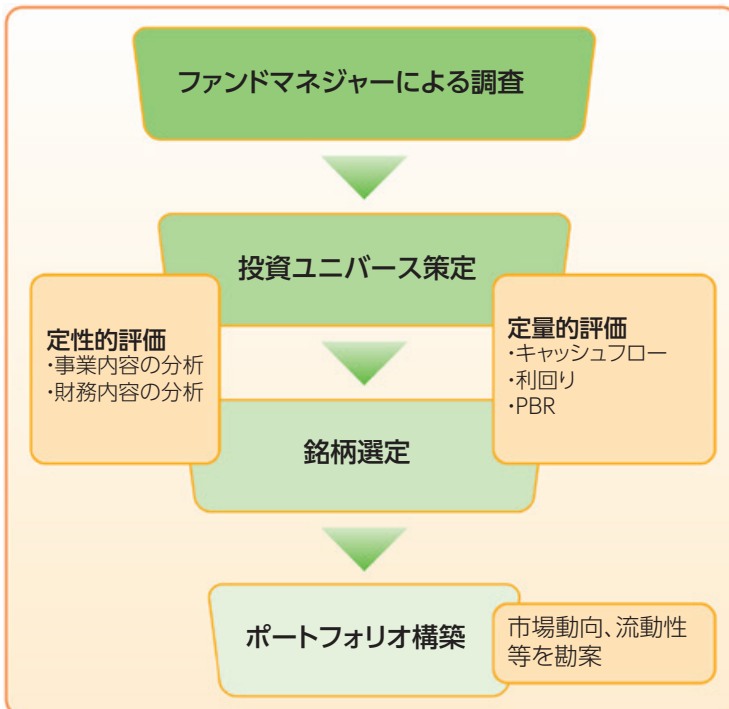 ファンドマネジャーによる調査
投資ユニバース策定
定性的評価
・事業内容の分析
・財務内容の分析
定量的評価
・キャッシュフロー
・利回り
・PBR
銘柄選定
ポートフォリオ構築
市場動向、流動性
等を勘案